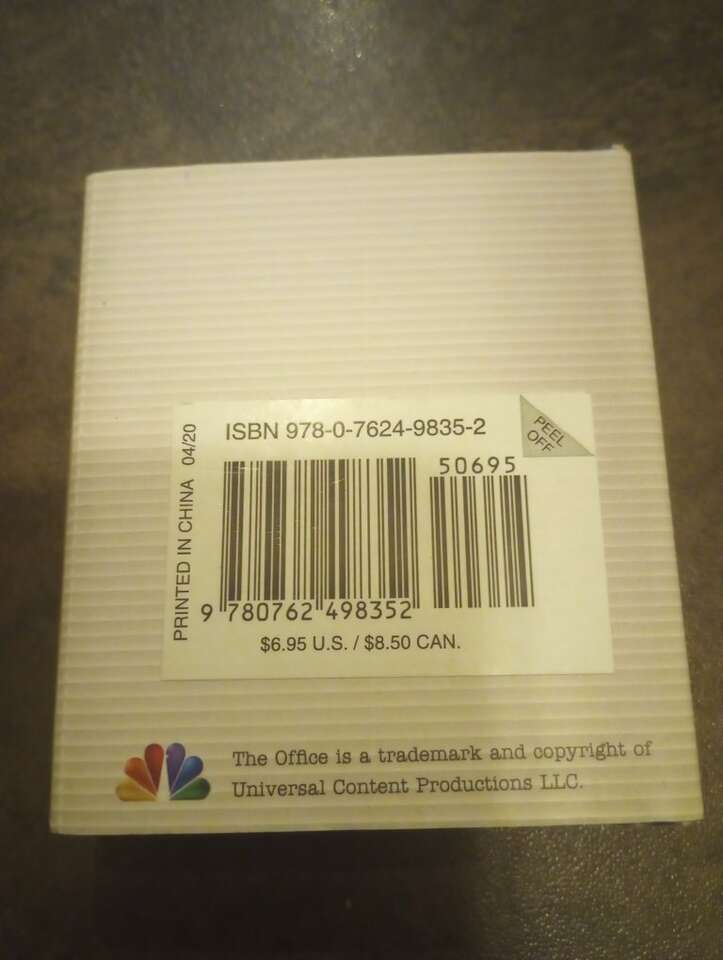 PRINTED IN CHINA 04/20
ISBN 978-0-7624-9835-2
PEEL
OFF
50695
9 780762 498352
$6.95 U.S. / $8.50 CAN.
The Office is a trademark and copyright of
Universal Content Productions LLC.